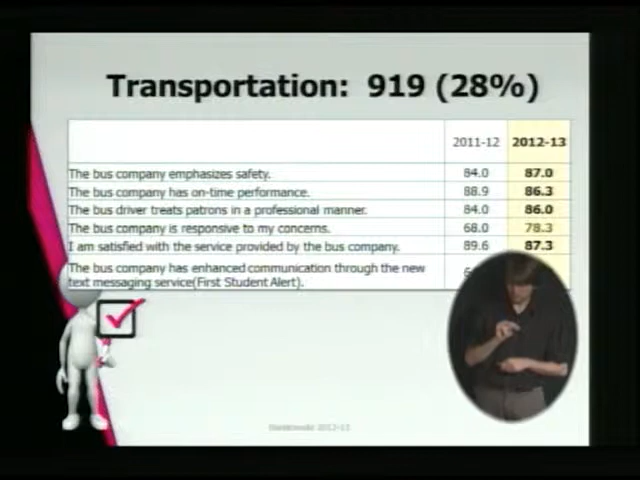 Transportation: 919 (28%)
2011-12 2012-13
The bus company emphasizes safety. 84.0 87.0
The bus company has on-time performance. 88.9 86.3
The bus driver treats patrons in a professional manner. 84.0 86.0
The bus company is responsive to my concerns. 68.0 78.3
I am satisfied with the service provided by the bus company. 89.6 87.3
The bus company has enhanced communication through the new
text messaging service(First Student Alert).
2012-13